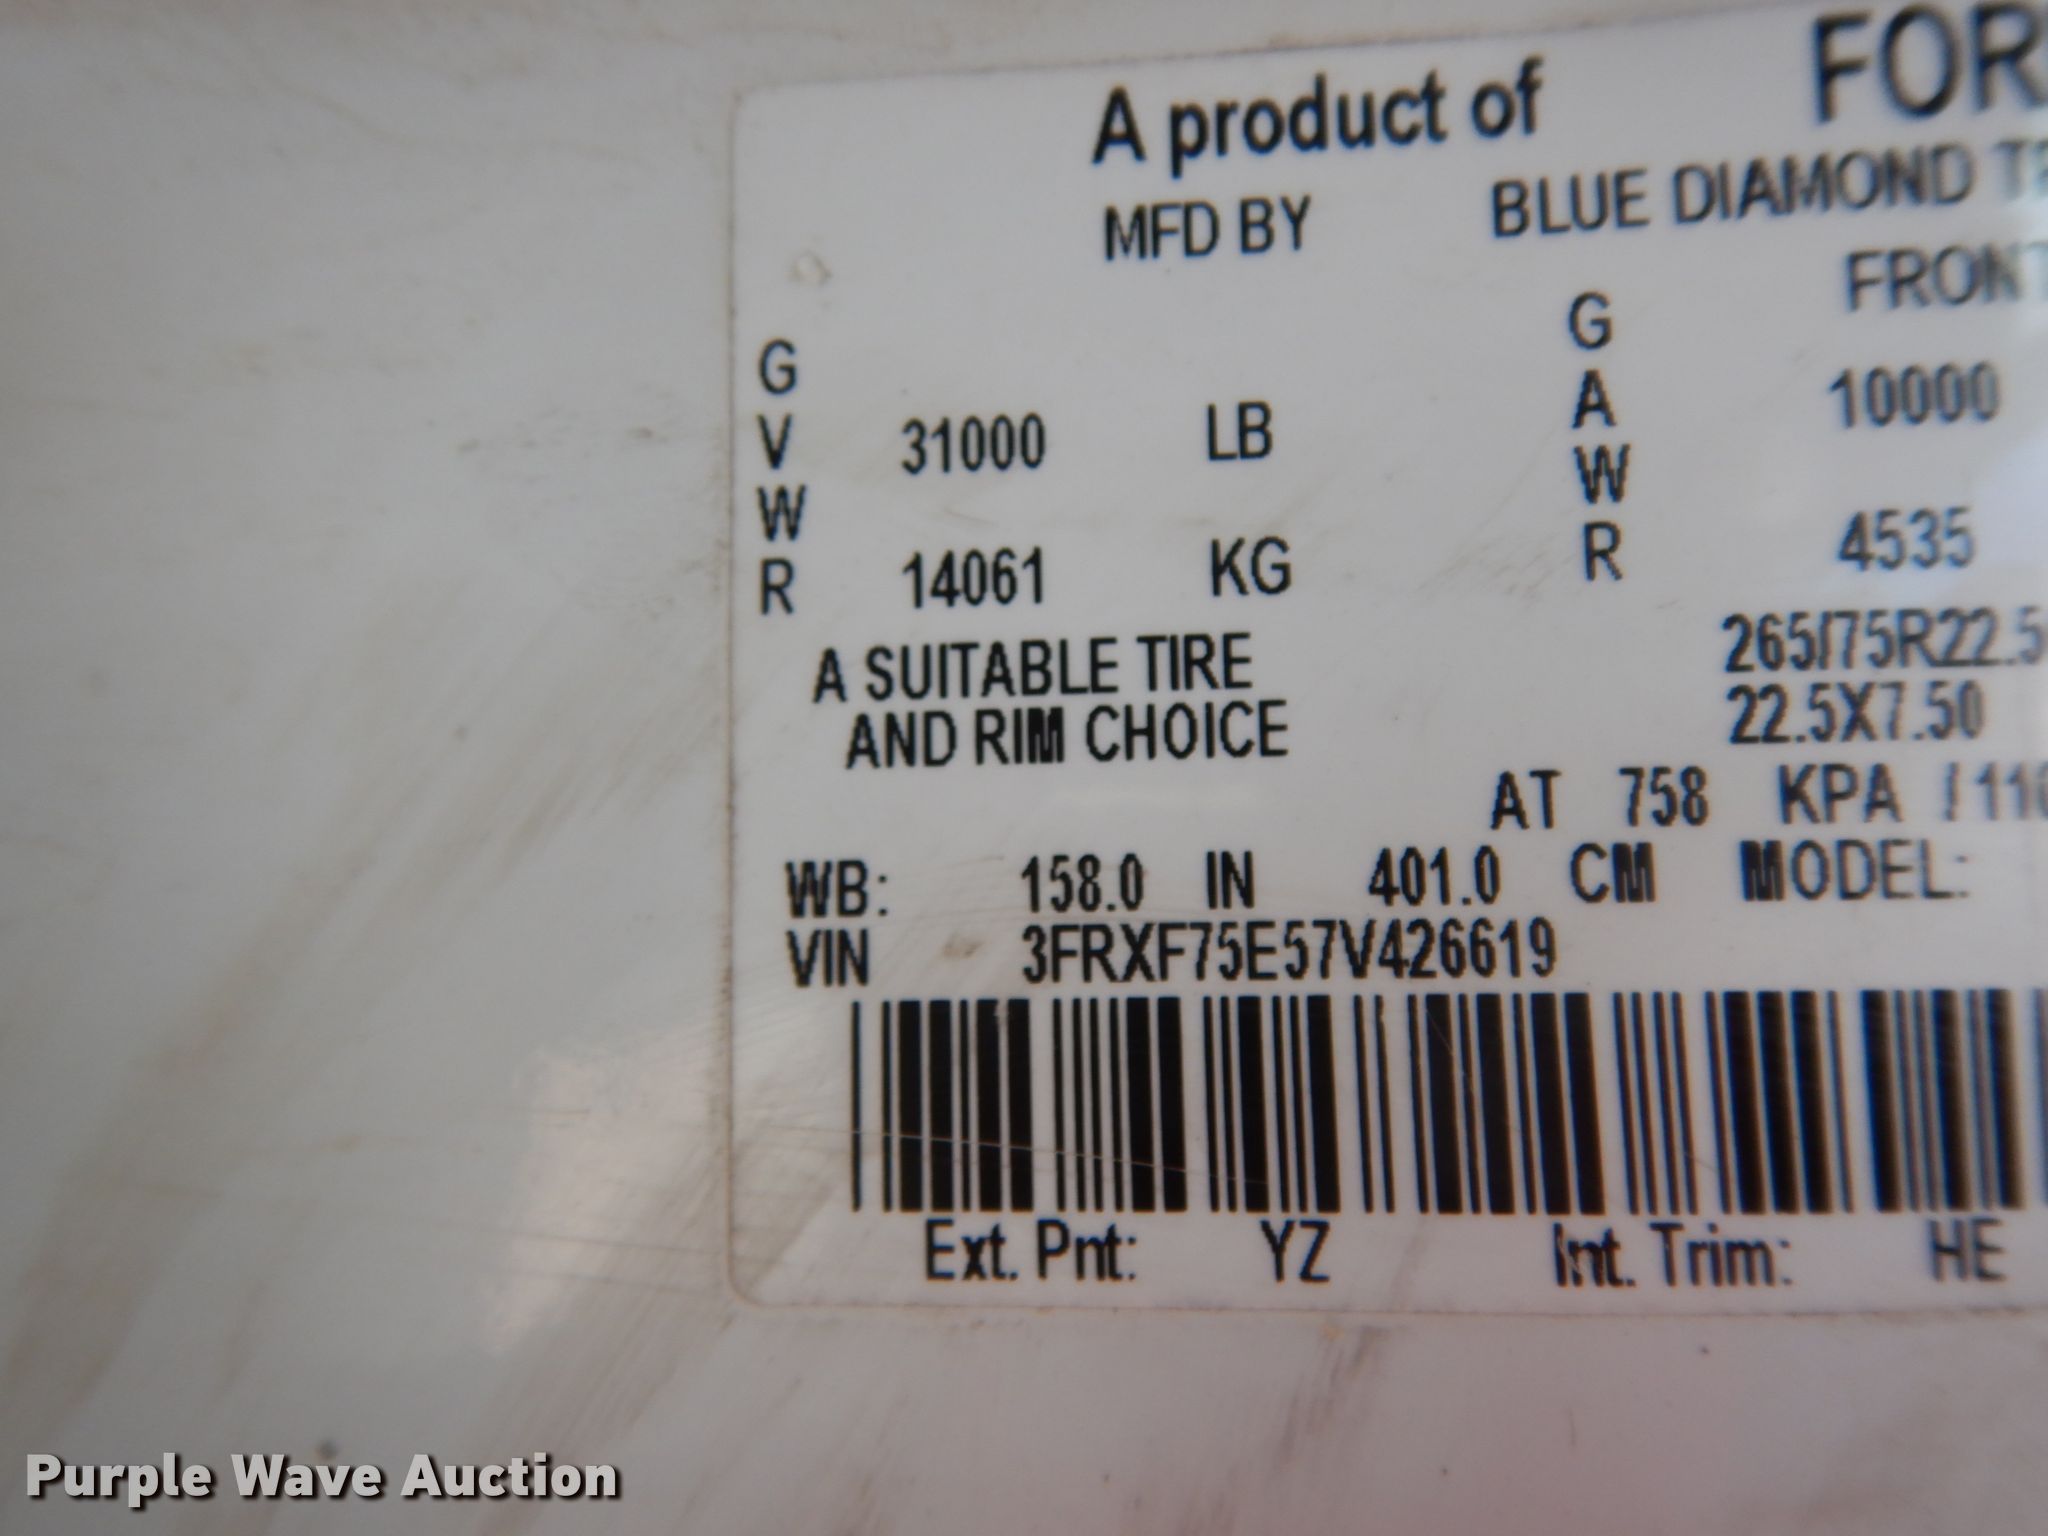 A product of FOR
MFD BY BLUE DIAMOND TR
G FRONT
G A
V 31000 LB 10000
W W
R 14061 KG R 4535
A SUITABLE TIRE 265/75R22.5
AND RIM CHOICE 22.5X7.50
AT 758 KPA / 110
WB: 158.0 IN 401.0 CM MODEL:
VIN 3FRXF75E57V426619
Ext. Pnt: YZ Int. Trim: HE
Purple Wave Auction